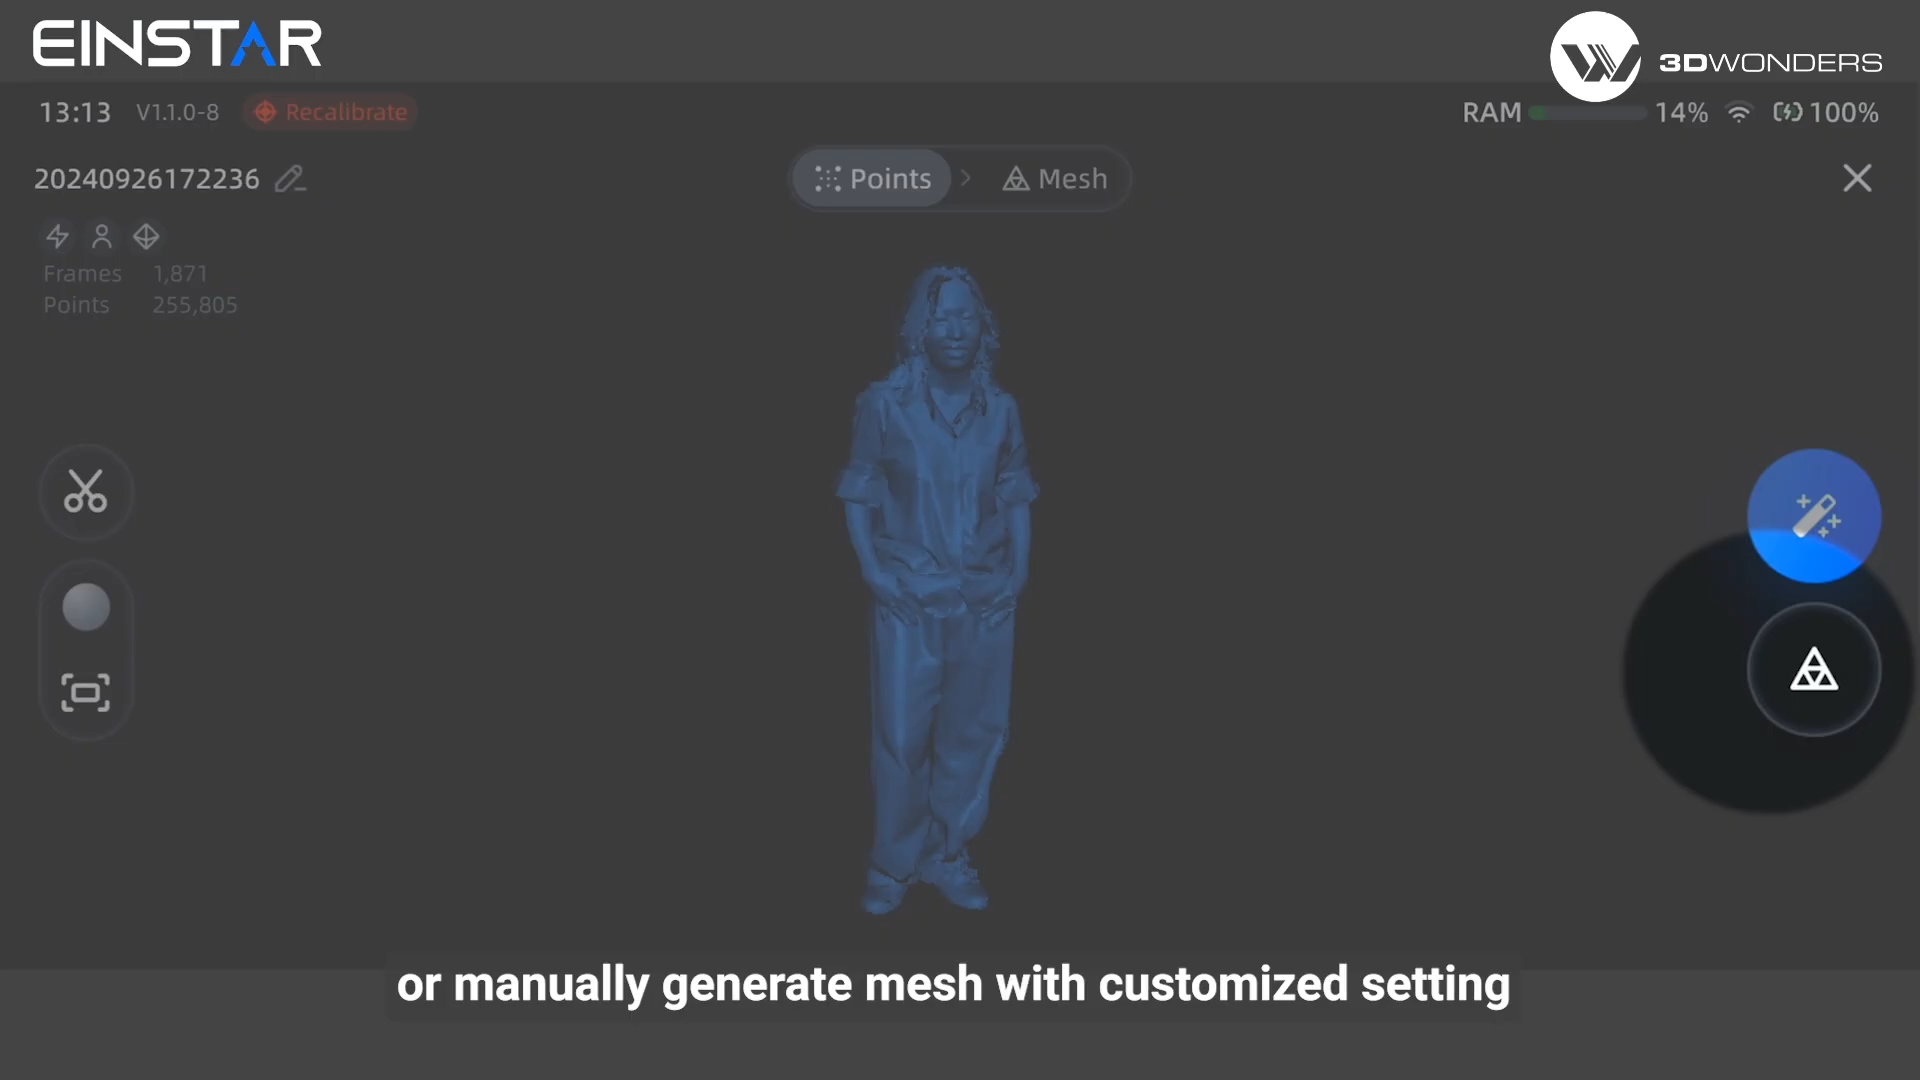 EINSTAR
3DWONDERS
13:13 V1.1.0-8 Recalibrate
RAM 14% 100%
20240926172236
Points > Mesh
Frames 1,871
Points 255,805
or manually generate mesh with customized setting